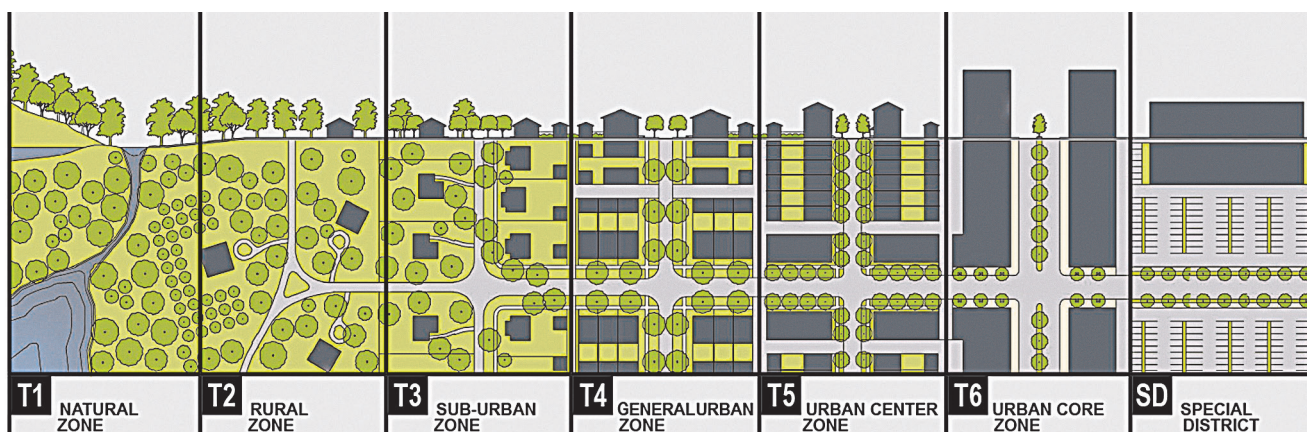 T1 NATURAL
ZONE
T2 RURAL
ZONE
T3 SUB-URBAN
ZONE
T4 GENERALURBAN
ZONE
T5 URBAN CENTER
ZONE
T6 URBAN CORE
ZONE
SD SPECIAL
DISTRICT